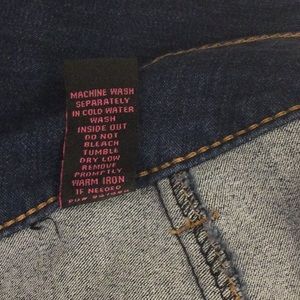 MACHINE WASH
SEPARATELY
IN COLD WATER
WASH
INSIDE OUT
DO NOT
BLEACH
TUMBLE
DRY LOW
REMOVE
PROMPTLY
WARM IRON
IF NEEDED